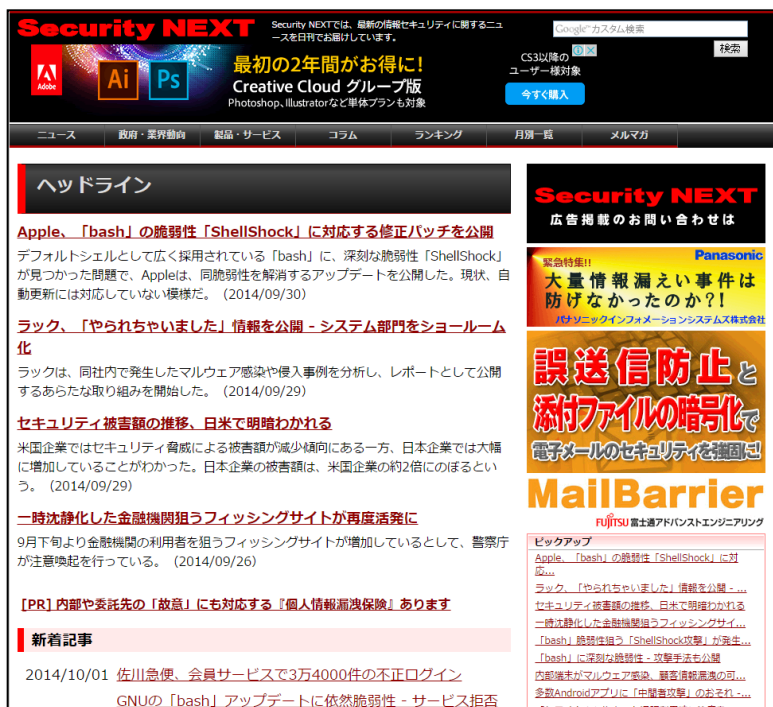 Security NEXT
Security NEXTでは、最新の情報セキュリティに関するニュ
ースを日刊でお届けしています。
Google カスタム検索
検索
Adobe
Ai
Ps
最初の2年間がお得に!
Creative Cloud グループ版
Photoshop、Illustratorなど単体プランも対象
CS3以降の
ユーザー様対象
今すぐ購入
ニュース 政府・業界動向 製品・サービス コラム ランキング 月別一覧 メルマガ
ヘッドライン
Apple、「bash」の脆弱性「ShellShock」に対応する修正パッチを公開
デフォルトシェルとして広く採用されている「bash」に、深刻な脆弱性「ShellShock」
が見つかった問題で、Appleは、同脆弱性を解消するアップデートを公開した。現状、自
動更新には対応していない模様だ。（2014/09/30）
ラック、「やられちゃいました」情報を公開 - システム部門をショールーム
化
ラックは、同社内で発生したマルウェア感染や侵入事例を分析し、レポートとして公開
するあらたな取り組みを開始した。（2014/09/29）
セキュリティ被害額の推移、日米で明暗わかれる
米国企業ではセキュリティ脅威による被害額が減少傾向にある一方、日本企業では大幅
に増加していることがわかった。日本企業の被害額は、米国企業の約2倍にのぼるとい
う。（2014/09/29）
一時沈静化した金融機関狙うフィッシングサイトが再度活発に
9月下旬より金融機関の利用者を狙うフィッシングサイトが増加しているとして、警察庁
が注意喚起を行っている。（2014/09/26）
[PR] 内部や委託先の「故意」にも対応する『個人情報漏洩保険』あります
新着記事
2014/10/01 佐川急便、会員サービスで3万4000件の不正ログイン
GNUの「bash」アップデートに依然脆弱性 - サービス拒否
Security NEXT
広告掲載のお問い合わせは
緊急特集!!
Panasonic
大量情報漏えい事件は
防げなかったのか?!
パナソニックインフォメーションシステムズ株式会社
誤送信防止と
添付ファイルの暗号化で
電子メールのセキュリティを強固に!
MailBarrier
FUJITSU 富士通アドバンストエンジニアリング
ピックアップ
Apple、「bash」の脆弱性「ShellShock」に対
応...
ラック、「やられちゃいました」情報を公開 - ...
セキュリティ被害額の推移、日米で明暗わかれる
一時沈静化した金融機関狙うフィッシングサイ...
「bash」脆弱性狙う「ShellShock攻撃」が発生...
「bash」に深刻な脆弱性 - 攻撃手法も公開
内部端末がマルウェア感染、顧客情報漏洩の可...
多数Androidアプリに「中間者攻撃」のおそれ -...